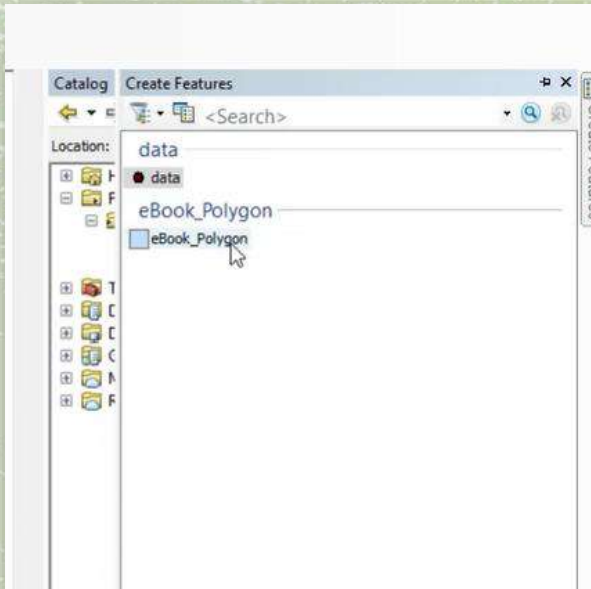 Catalog
Create Features
<Search>
Location:
data
data
eBook_Polygon
eBook_Polygon
H
F
T
D
D
G
M
R